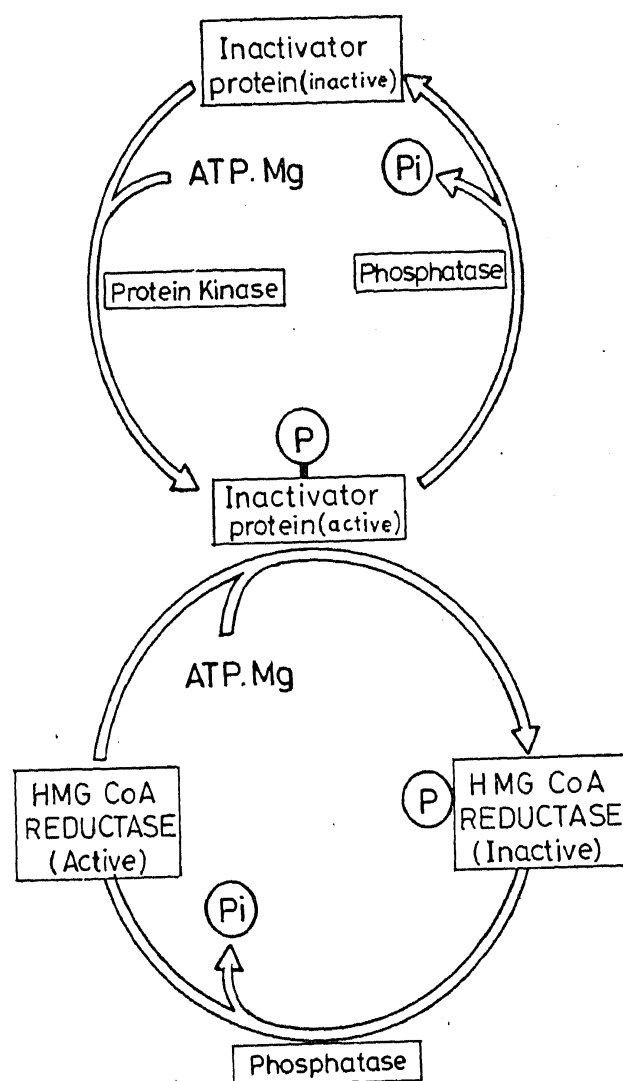 Inactivator
protein(inactive)
ATP.Mg
Pi
Protein Kinase
Phosphatase
P
Inactivator
protein(active)
ATP.Mg
HMG CoA
REDUCTASE
(Active)
P
HMG CoA
REDUCTASE
(Inactive)
Pi
Phosphatase